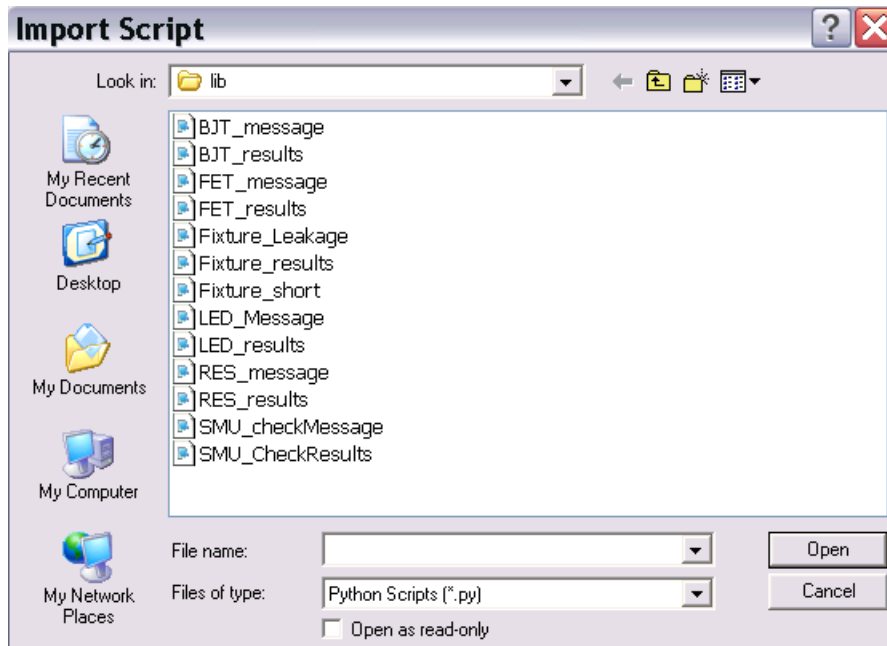 Import Script
Look in: lib
My Recent
Documents
Desktop
My Documents
My Computer
My Network
Places
BJT_message
BJT_results
FET_message
FET_results
Fixture_Leakage
Fixture_results
Fixture_short
LED_Message
LED_results
RES_message
RES_results
SMU_checkMessage
SMU_CheckResults
File name:
Open
Files of type: Python Scripts (*.py)
Cancel
Open as read-only